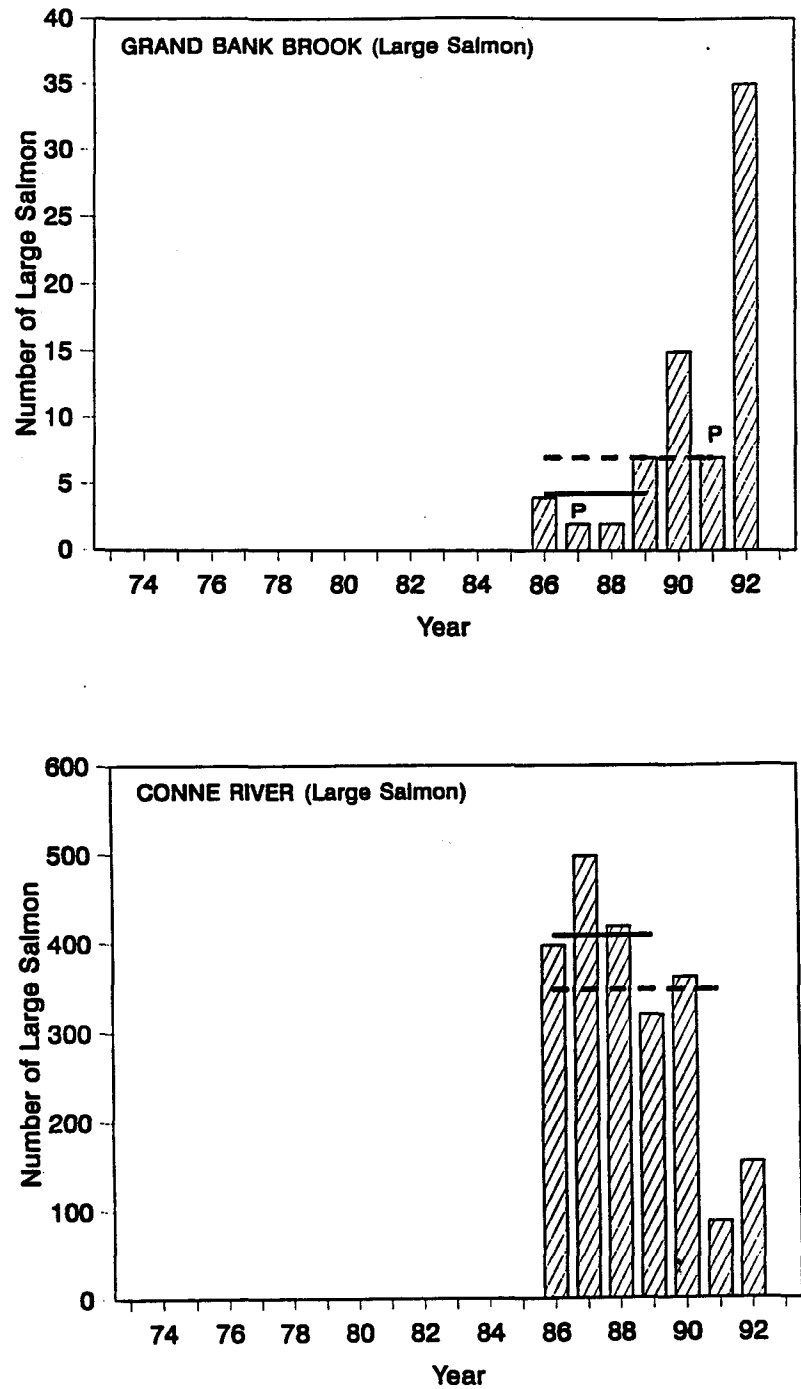 GRAND BANK BROOK (Large Salmon)
Number of Large Salmon
40
35
30
25
20
15
10
5
0
P
P
74 76 78 80 82 84 86 88 90 92
Year
CONNE RIVER (Large Salmon)
Number of Large Salmon
600
500
400
300
200
100
0
74 76 78 80 82 84 86 88 90 92
Year